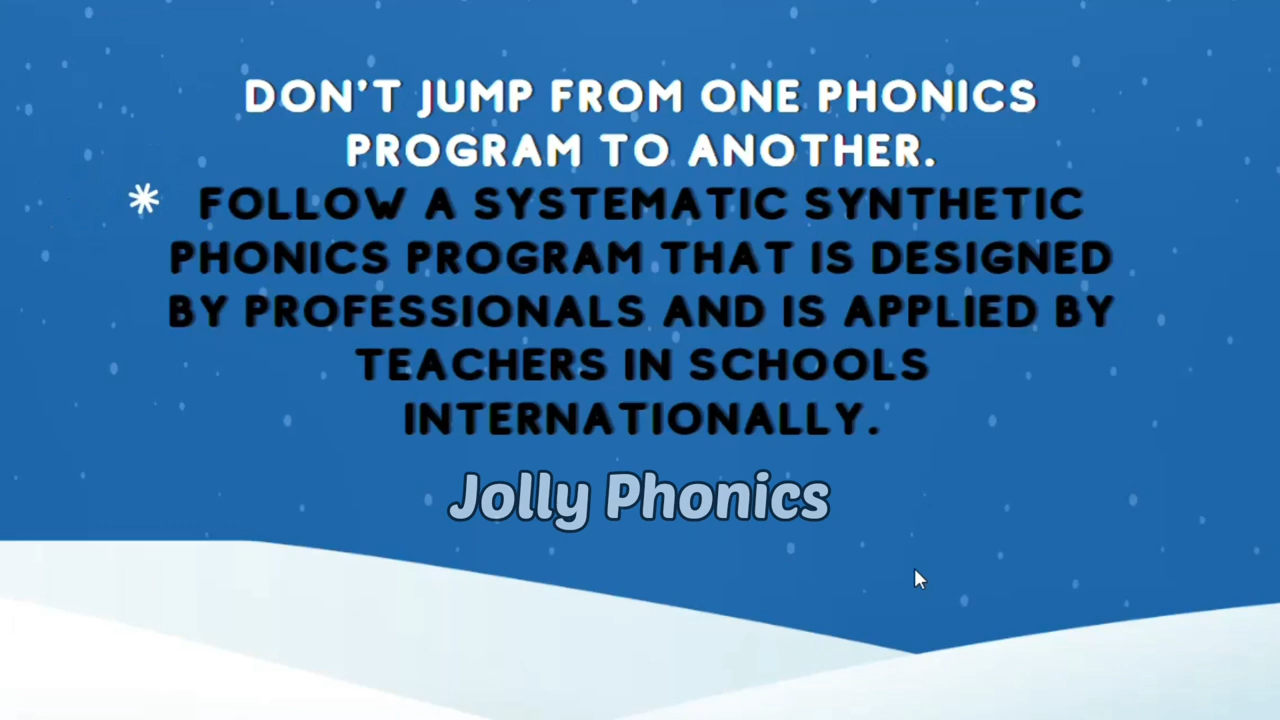 DON'T JUMP FROM ONE PHONICS
PROGRAM TO ANOTHER.
* FOLLOW A SYSTEMATIC SYNTHETIC
PHONICS PROGRAM THAT IS DESIGNED
BY PROFESSIONALS AND IS APPLIED BY
TEACHERS IN SCHOOLS
INTERNATIONALLY.
Jolly Phonics